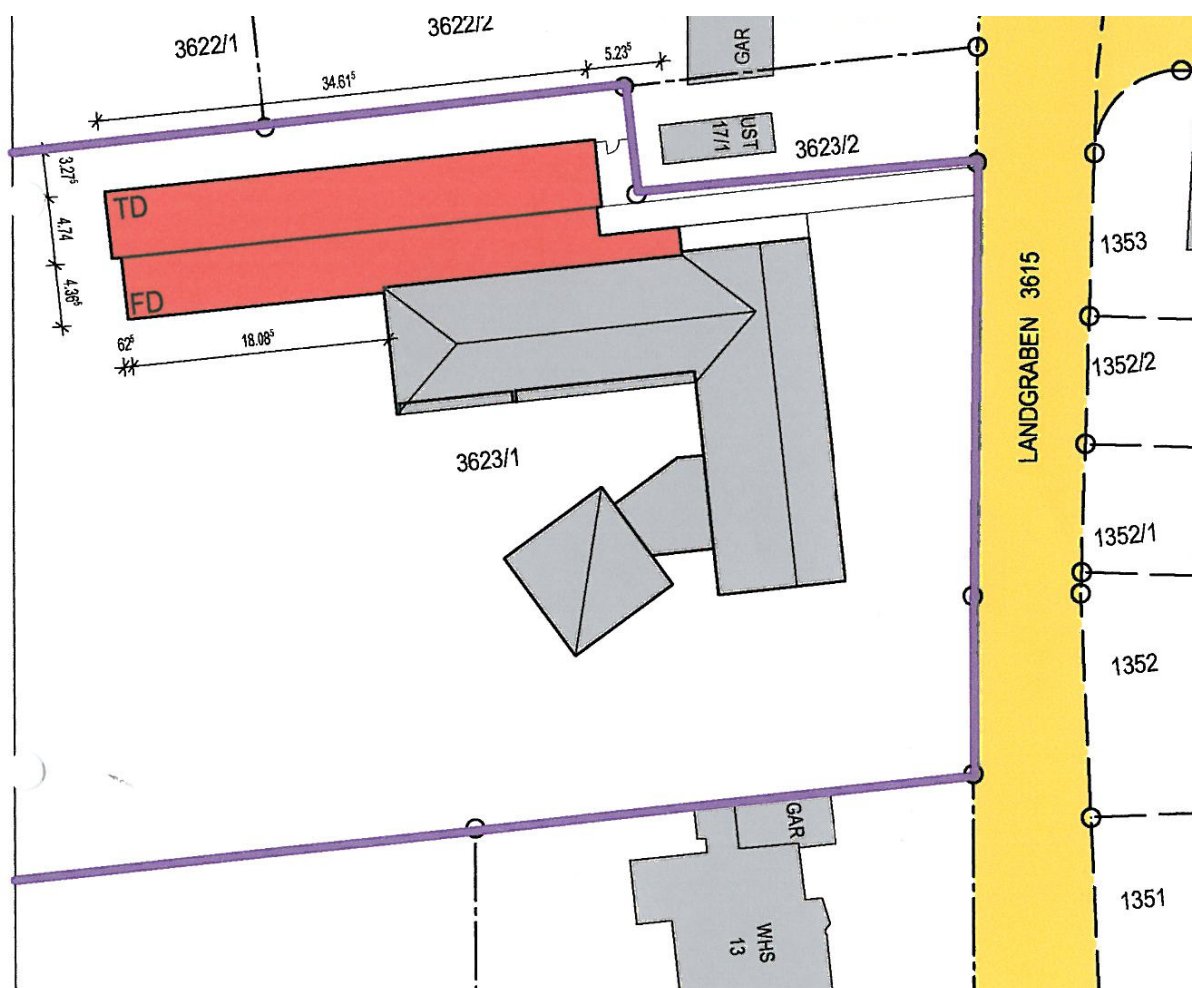 3622/1
3622/2
GAR
5.23⁵
34.61⁵
UST
17/1
3623/2
3.27⁵
TD
4.74
FD
4.36⁵
62⁵
18.08⁵
3623/1
LANDGRABEN 3615
1353
1352/2
1352/1
1352
1351
GAR
WHS
13